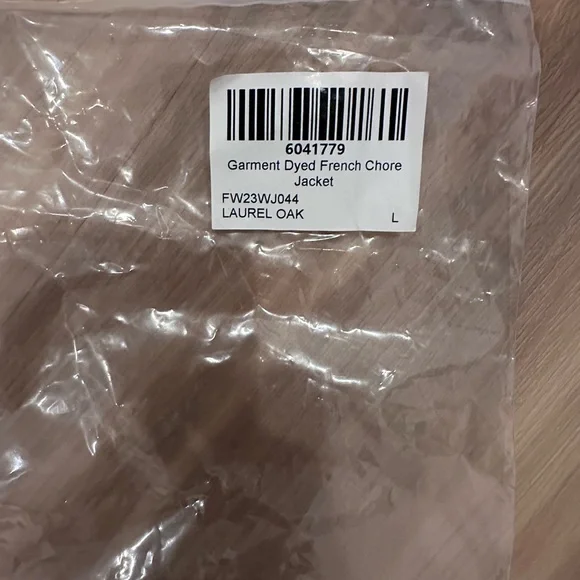 6041779
Garment Dyed French Chore
Jacket
FW23WJ044
LAUREL OAK L